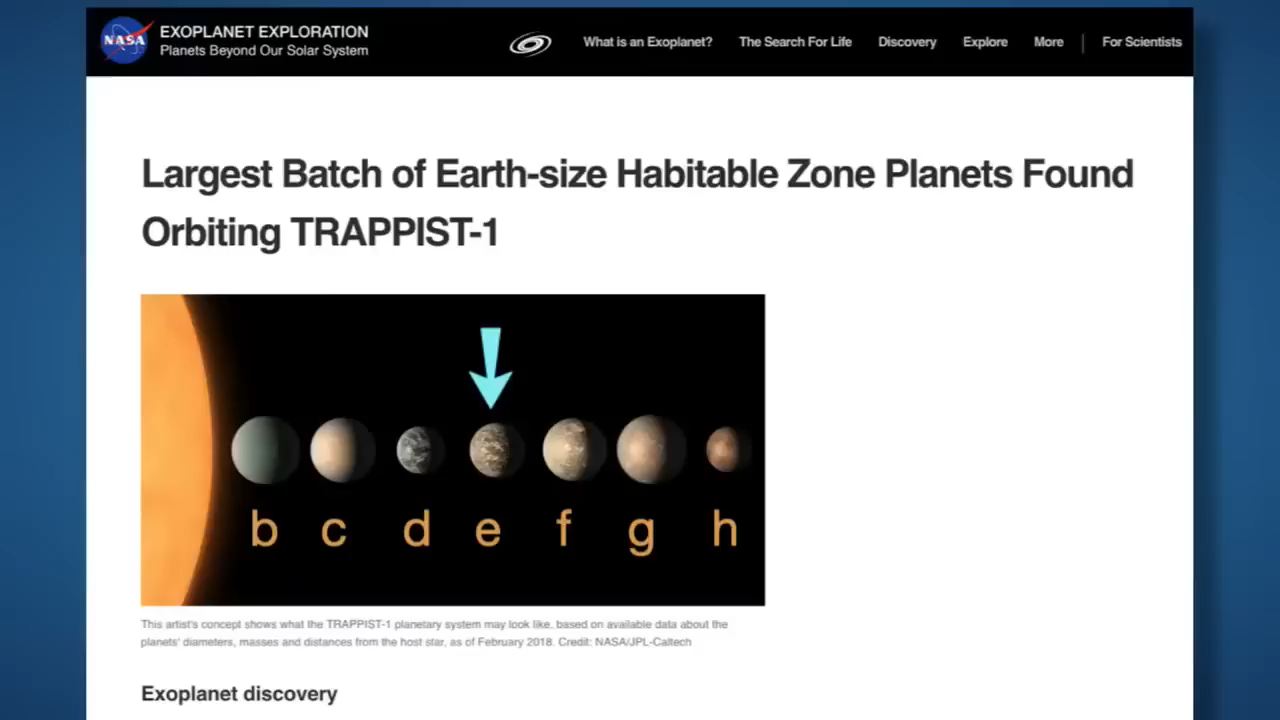 NASA
EXOPLANET EXPLORATION
Planets Beyond Our Solar System
What is an Exoplanet? The Search For Life Discovery Explore More For Scientists
Largest Batch of Earth-size Habitable Zone Planets Found
Orbiting TRAPPIST-1
b c d e f g h
This artist's concept shows what the TRAPPIST-1 planetary system may look like, based on available data about the
planets' diameters, masses and distances from the host star, as of February 2018. Credit: NASA/JPL-Caltech
Exoplanet discovery